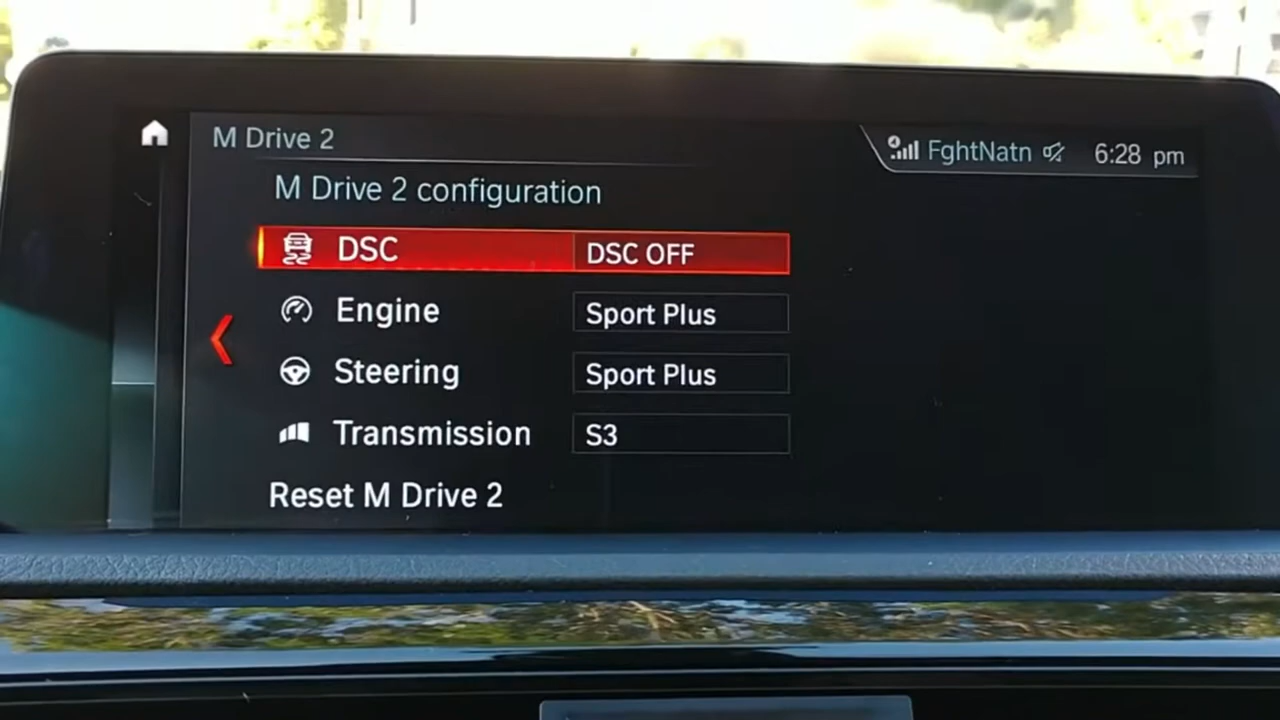 M Drive 2
FghtNatn 6:28 pm
M Drive 2 configuration
DSC DSC OFF
Engine Sport Plus
Steering Sport Plus
Transmission S3
Reset M Drive 2